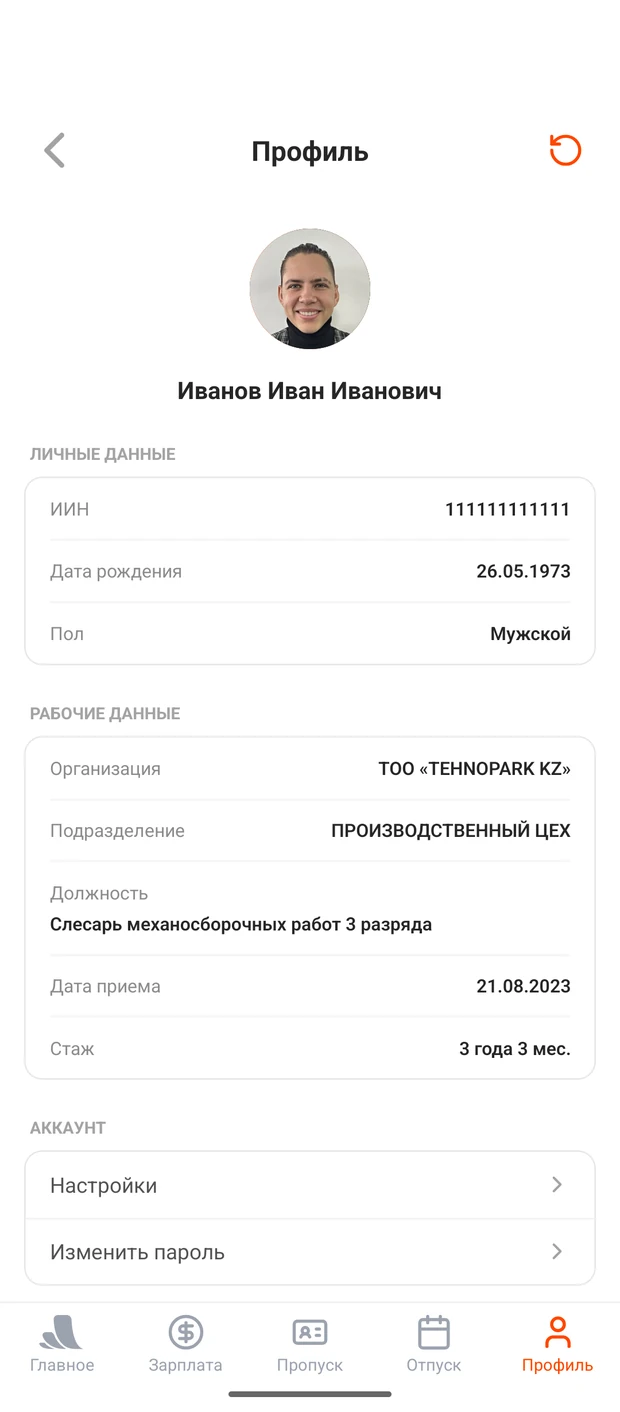 Профиль
Иванов Иван Иванович
ЛИЧНЫЕ ДАННЫЕ
ИИН 111111111111
Дата рождения 26.05.1973
Пол Мужской
РАБОЧИЕ ДАННЫЕ
Организация ТОО «TEHNOPARK KZ»
Подразделение ПРОИЗВОДСТВЕННЫЙ ЦЕХ
Должность
Слесарь механосборочных работ 3 разряда
Дата приема 21.08.2023
Стаж 3 года 3 мес.
АККАУНТ
Настройки
Изменить пароль
Главное Зарплата Пропуск Отпуск Профиль